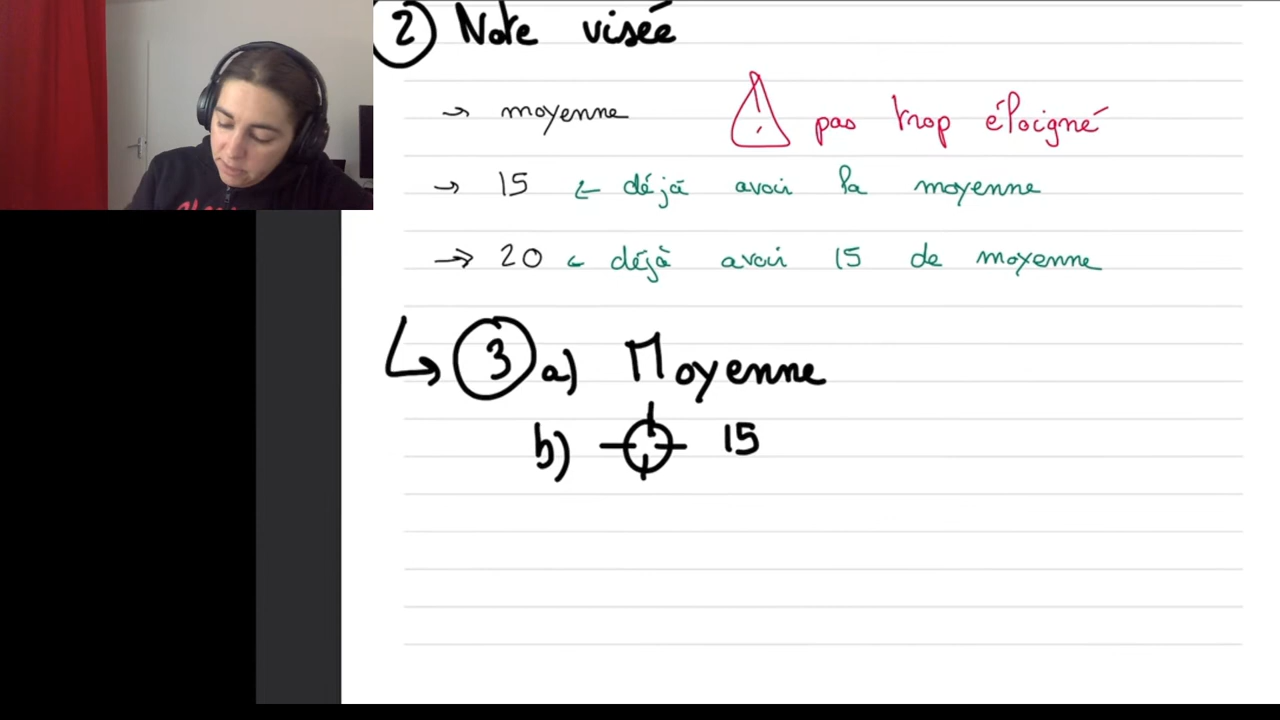 2 Note visée
→ moyenne ! pas trop éloigné
→ 15 ← déjà avoir la moyenne
→ 20 ← déjà avoir 15 de moyenne
↳ 3 a) Moyenne
b) 15